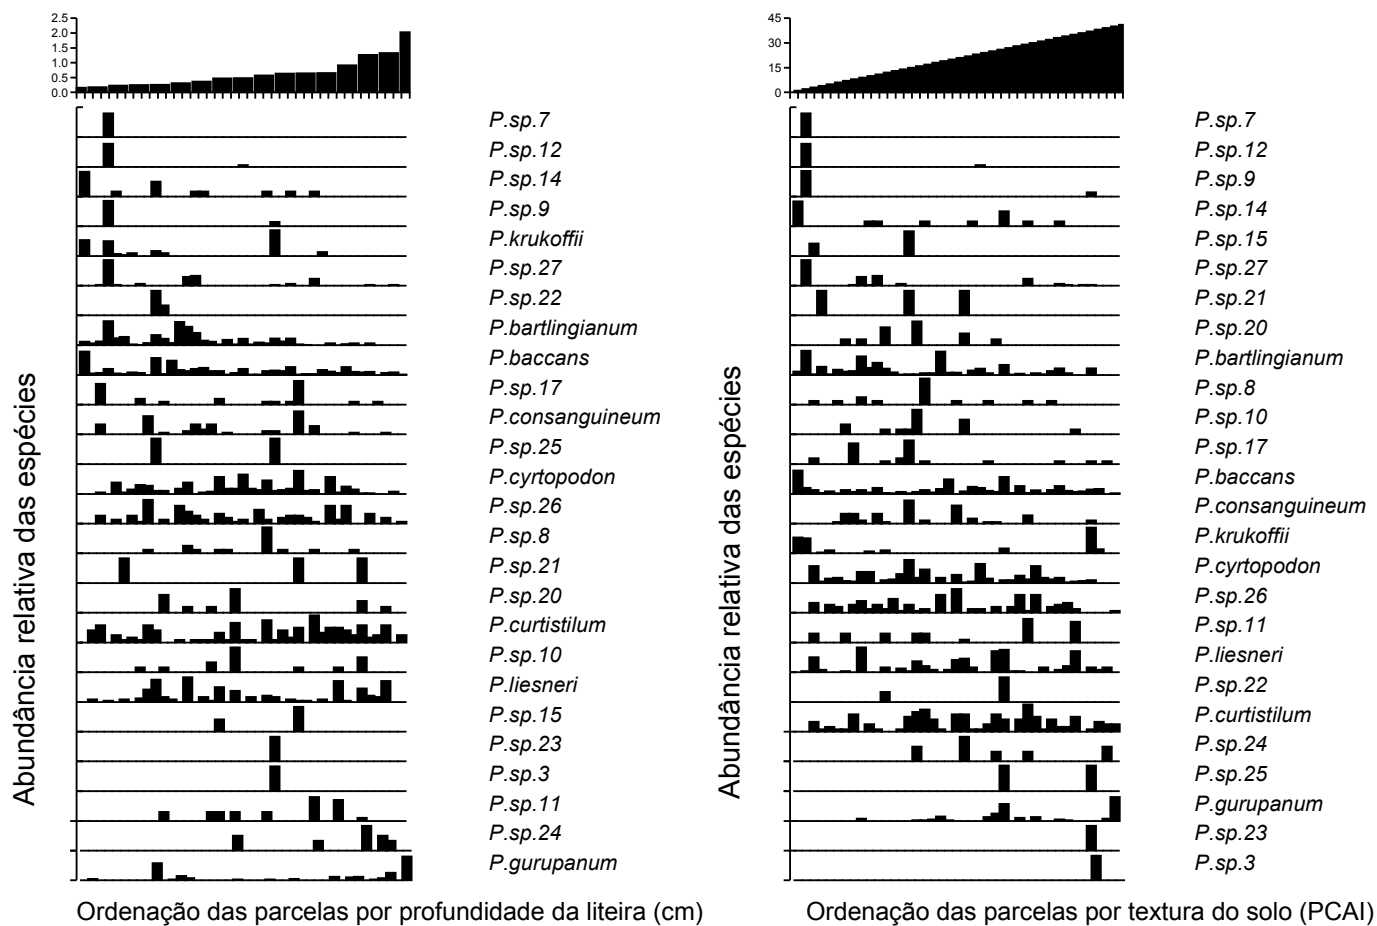 2.5
2.0
1.5
1.0
0.5
0.0
P.sp.7
P.sp.12
P.sp.14
P.sp.9
P.krukoffii
P.sp.27
P.sp.22
P.bartlingianum
P.baccans
P.sp.17
P.consanguineum
P.sp.25
P.cyrtopodon
P.sp.26
P.sp.8
P.sp.21
P.sp.20
P.curtistilum
P.sp.10
P.liesneri
P.sp.15
P.sp.23
P.sp.3
P.sp.11
P.sp.24
P.gurupanum
Abundância relativa das espécies
Ordenação das parcelas por profundidade da liteira (cm)
45
30
15
0
P.sp.7
P.sp.12
P.sp.9
P.sp.14
P.sp.15
P.sp.27
P.sp.21
P.sp.20
P.bartlingianum
P.sp.8
P.sp.10
P.sp.17
P.baccans
P.consanguineum
P.krukoffii
P.cyrtopodon
P.sp.26
P.sp.11
P.liesneri
P.sp.22
P.curtistilum
P.sp.24
P.sp.25
P.gurupanum
P.sp.23
P.sp.3
Abundância relativa das espécies
Ordenação das parcelas por textura do solo (PCAI)